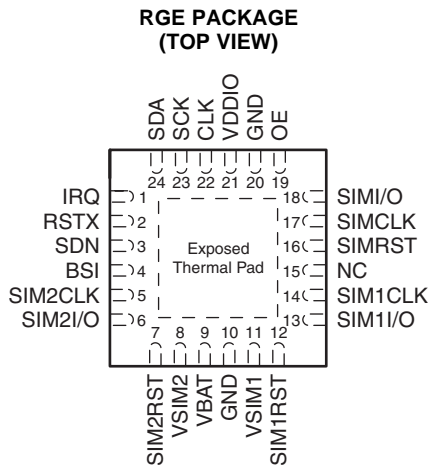 RGE PACKAGE
(TOP VIEW)
SDA
SCK
CLK
VDDIO
GND
OE
24 23 22 21 20 19
IRQ 1
RSTX 2
SDN 3
BSI 4
SIM2CLK 5
SIM2I/O 6
Exposed
Thermal Pad
18 SIMI/O
17 SIMCLK
16 SIMRST
15 NC
14 SIM1CLK
13 SIM1I/O
7 8 9 10 11 12
SIM2RST
VSIM2
VBAT
GND
VSIM1
SIM1RST